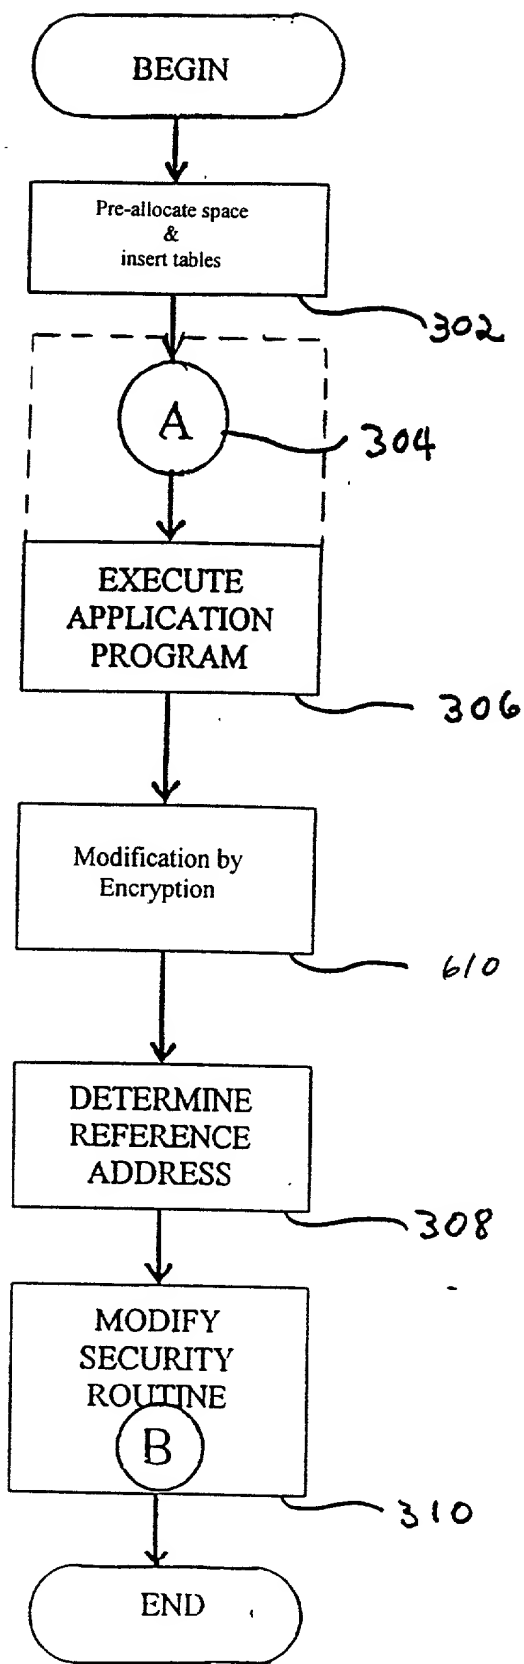 BEGIN
Pre-allocate space
&
insert tables
302
A
304
EXECUTE
APPLICATION
PROGRAM
306
Modification by
Encryption
610
DETERMINE
REFERENCE
ADDRESS
308
MODIFY
SECURITY
ROUTINE
B
310
END